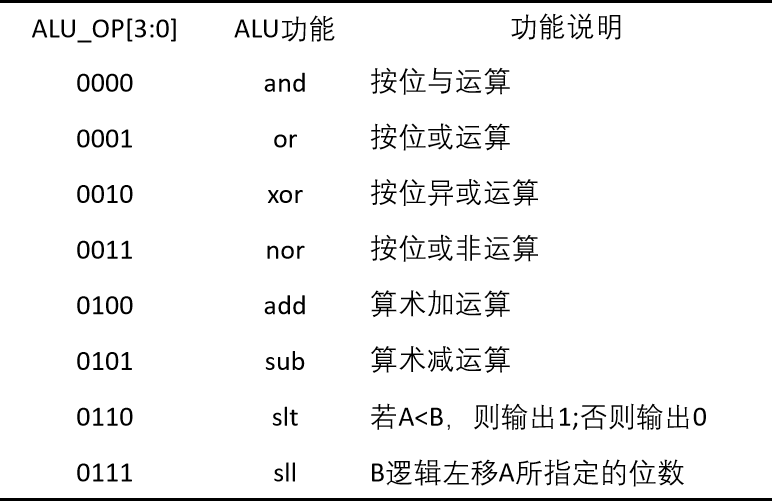 ALU_OP[3:0] ALU功能 功能说明
0000 and 按位与运算
0001 or 按位或运算
0010 xor 按位异或运算
0011 nor 按位或非运算
0100 add 算术加运算
0101 sub 算术减运算
0110 slt 若A<B，则输出1;否则输出0
0111 sll B逻辑左移A所指定的位数